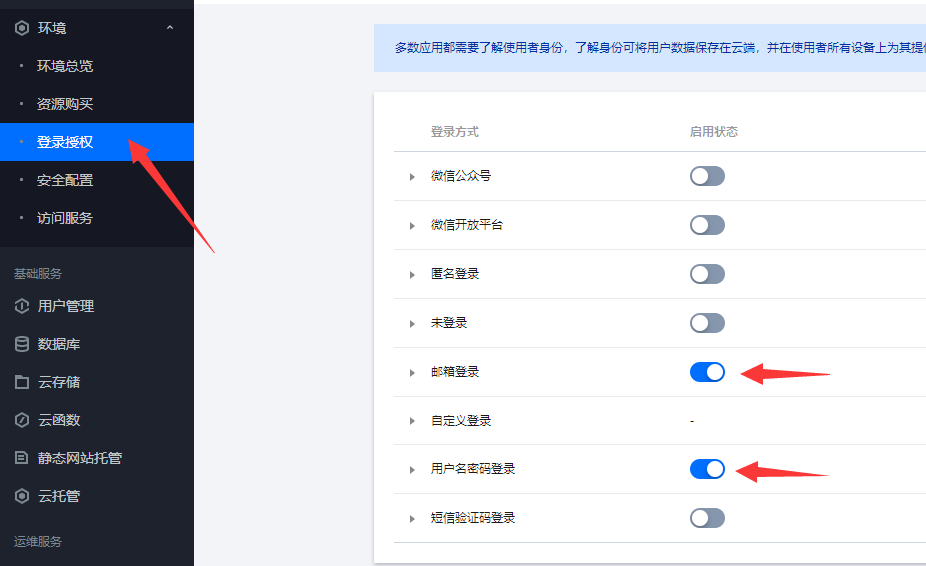 环境
环境总览
资源购买
登录授权
安全配置
访问服务
基础服务
用户管理
数据库
云存储
云函数
静态网站托管
云托管
运维服务
多数应用都需要了解使用者身份，了解身份可将用户数据保存在云端，并在使用者所有设备上为其提
登录方式 启用状态
微信公众号
微信开放平台
匿名登录
未登录
邮箱登录
自定义登录 -
用户名密码登录
短信验证码登录